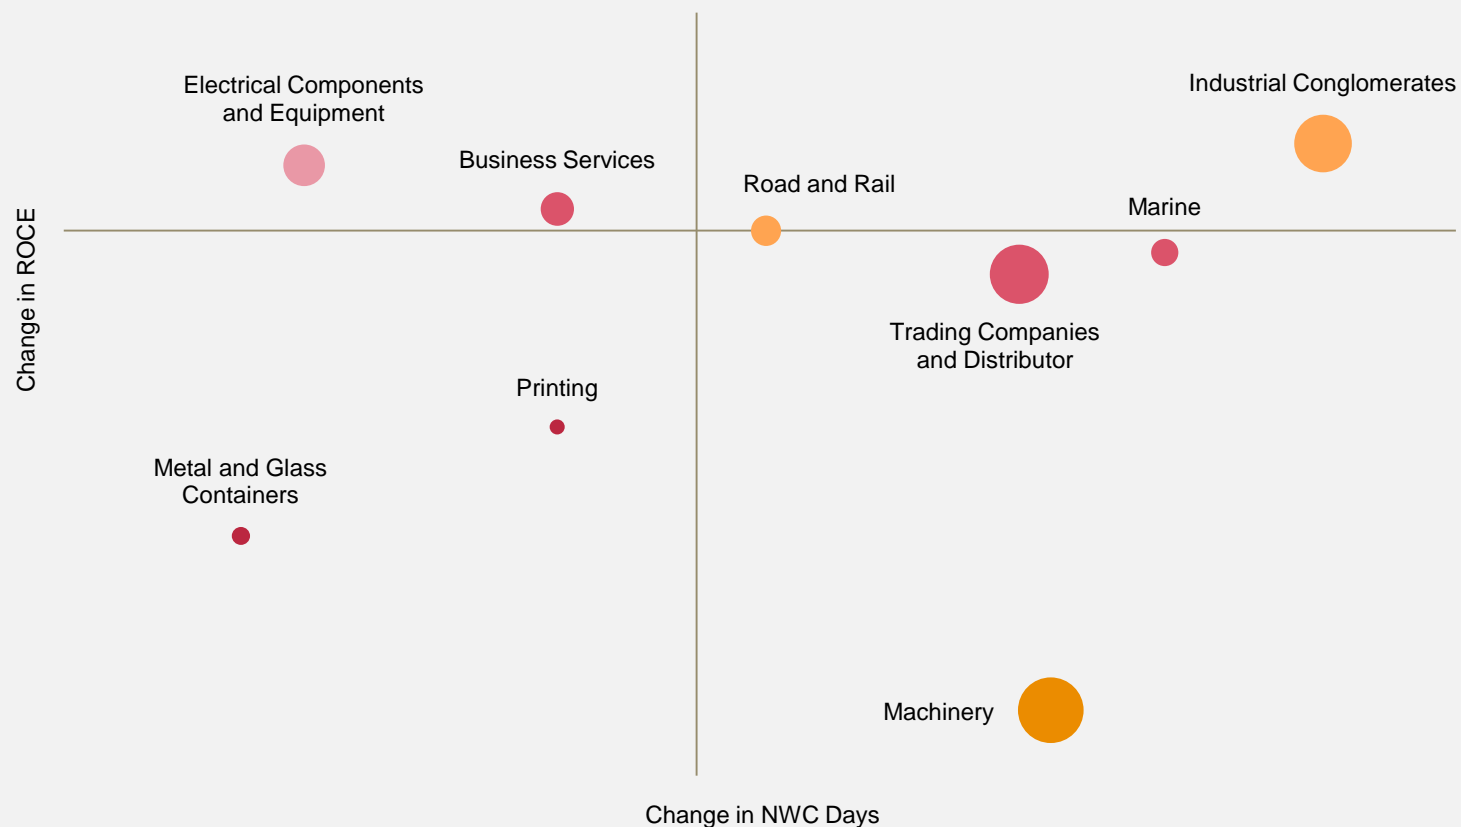 Electrical Components
and Equipment
Industrial Conglomerates
Business Services
Road and Rail
Marine
Change in ROCE
Trading Companies
and Distributor
Printing
Metal and Glass
Containers
Machinery
Change in NWC Days